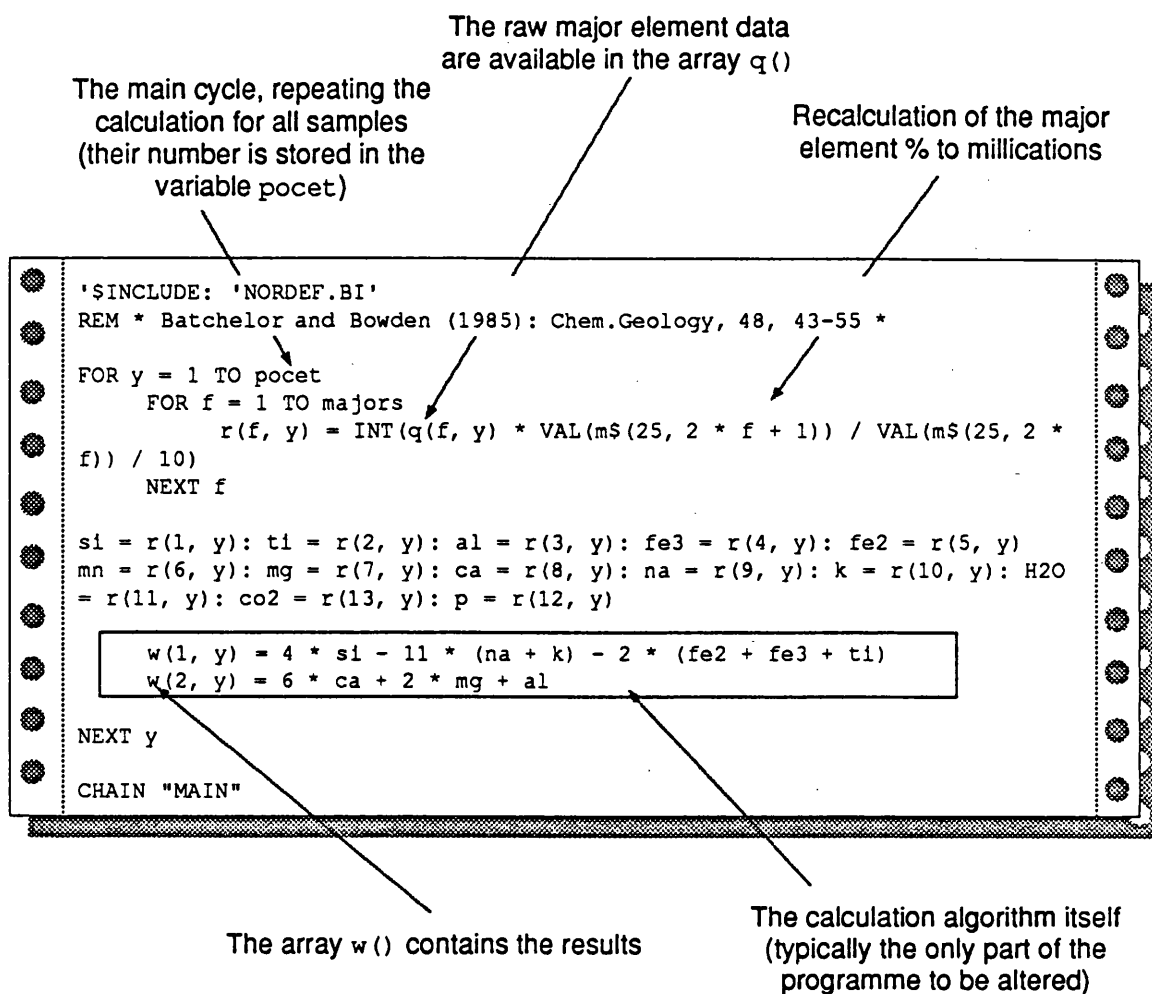 The raw major element data
are available in the array q()
The main cycle, repeating the
calculation for all samples
(their number is stored in the
variable pocet)
Recalculation of the major
element % to millications
'$INCLUDE: 'NORDEF.BI'
REM * Batchelor and Bowden (1985): Chem.Geology, 48, 43-55 *
FOR y = 1 TO pocet
FOR f = 1 TO majors
r(f, y) = INT(q(f, y) * VAL(m$(25, 2 * f + 1)) / VAL(m$(25, 2 *
f)) / 10)
NEXT f
si = r(1, y): ti = r(2, y): al = r(3, y): fe3 = r(4, y): fe2 = r(5, y)
mn = r(6, y): mg = r(7, y): ca = r(8, y): na = r(9, y): k = r(10, y): H2O
= r(11, y): co2 = r(13, y): p = r(12, y)
w(1, y) = 4 * si - 11 * (na + k) - 2 * (fe2 + fe3 + ti)
w(2, y) = 6 * ca + 2 * mg + al
NEXT y
CHAIN "MAIN"
The array w() contains the results
The calculation algorithm itself
(typically the only part of the
programme to be altered)